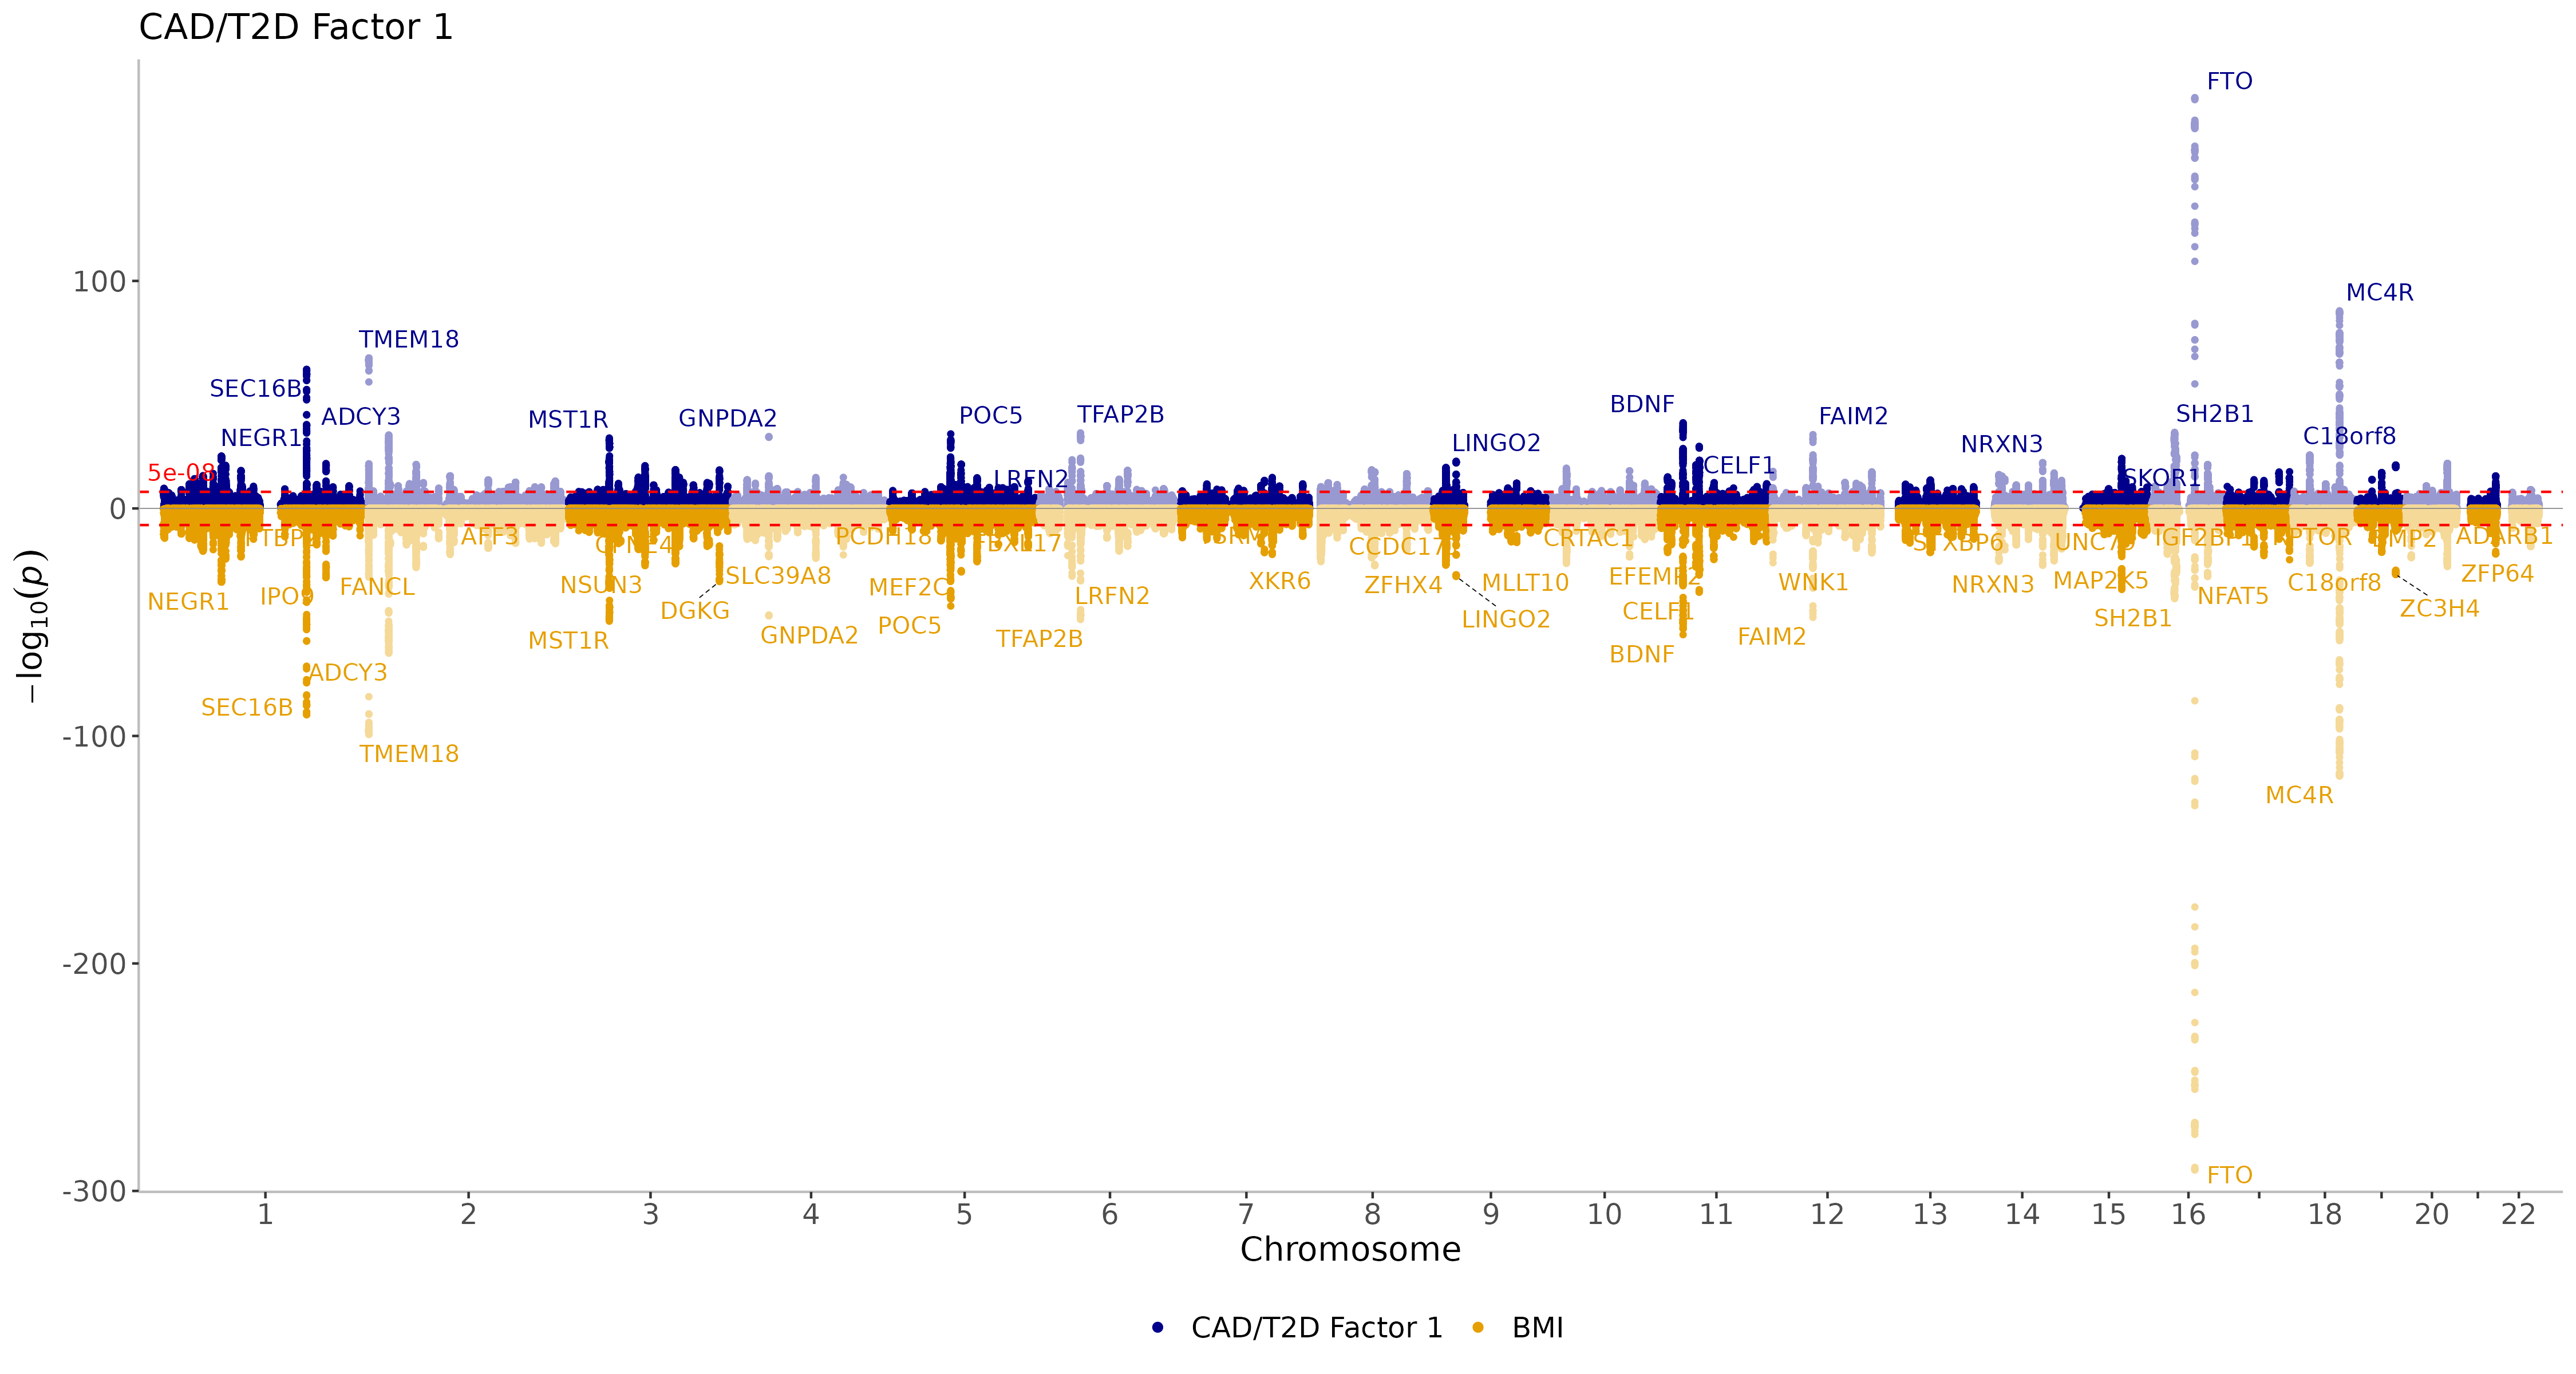 CAD/T2D Factor 1
FTO
100
MC4R
TMEM18
SEC16B
ADCY3
MST1R
GNPDA2
POC5
TFAP2B
BDNF
FAIM2
SH2B1
NEGR1
LINGO2
NRXN3
C18orf8
5e-08
LRFN2
CELF1
SKOR1
0
AFF3
PCDH18
CCDC17
CRTAC1
STXBP6
ADARB1
NSUN3
SLC39A8
XKR6
EFEMP2
WNK1
MAP2K5
C18orf8
ZFP64
NEGR1
FANCL
DGKG
MEF2C
LRFN2
ZFHX4
MLLT10
NRXN3
NFAT5
ZC3H4
MST1R
GNPDA2
POC5
TFAP2B
LINGO2
CELF1
FAIM2
SH2B1
BDNF
ADCY3
SEC16B
-100
TMEM18
MC4R
-200
FTO
-300
−log10(p)
1 2 3 4 5 6 7 8 9 10 11 12 13 14 15 16 18 20 22
Chromosome
CAD/T2D Factor 1 BMI